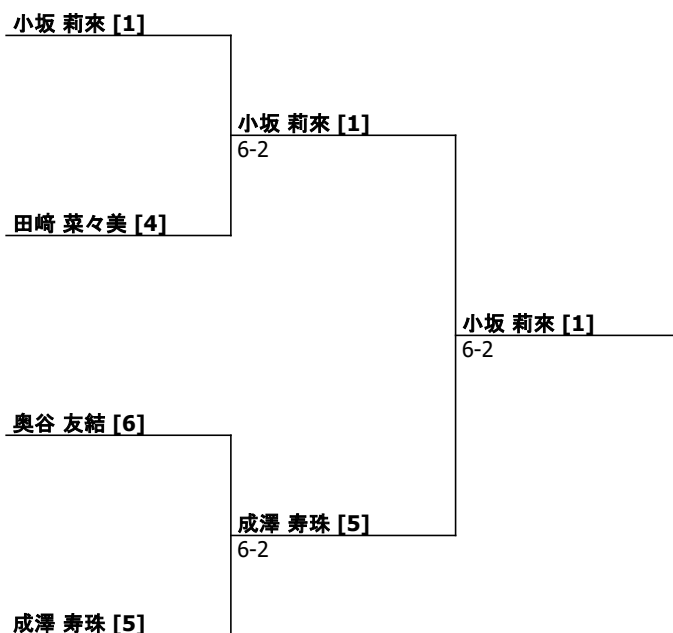 小坂 莉來 [1]
小坂 莉來 [1]
6-2
田﨑 菜々美 [4]
小坂 莉來 [1]
6-2
奥谷 友結 [6]
成澤 寿珠 [5]
6-2
成澤 寿珠 [5]